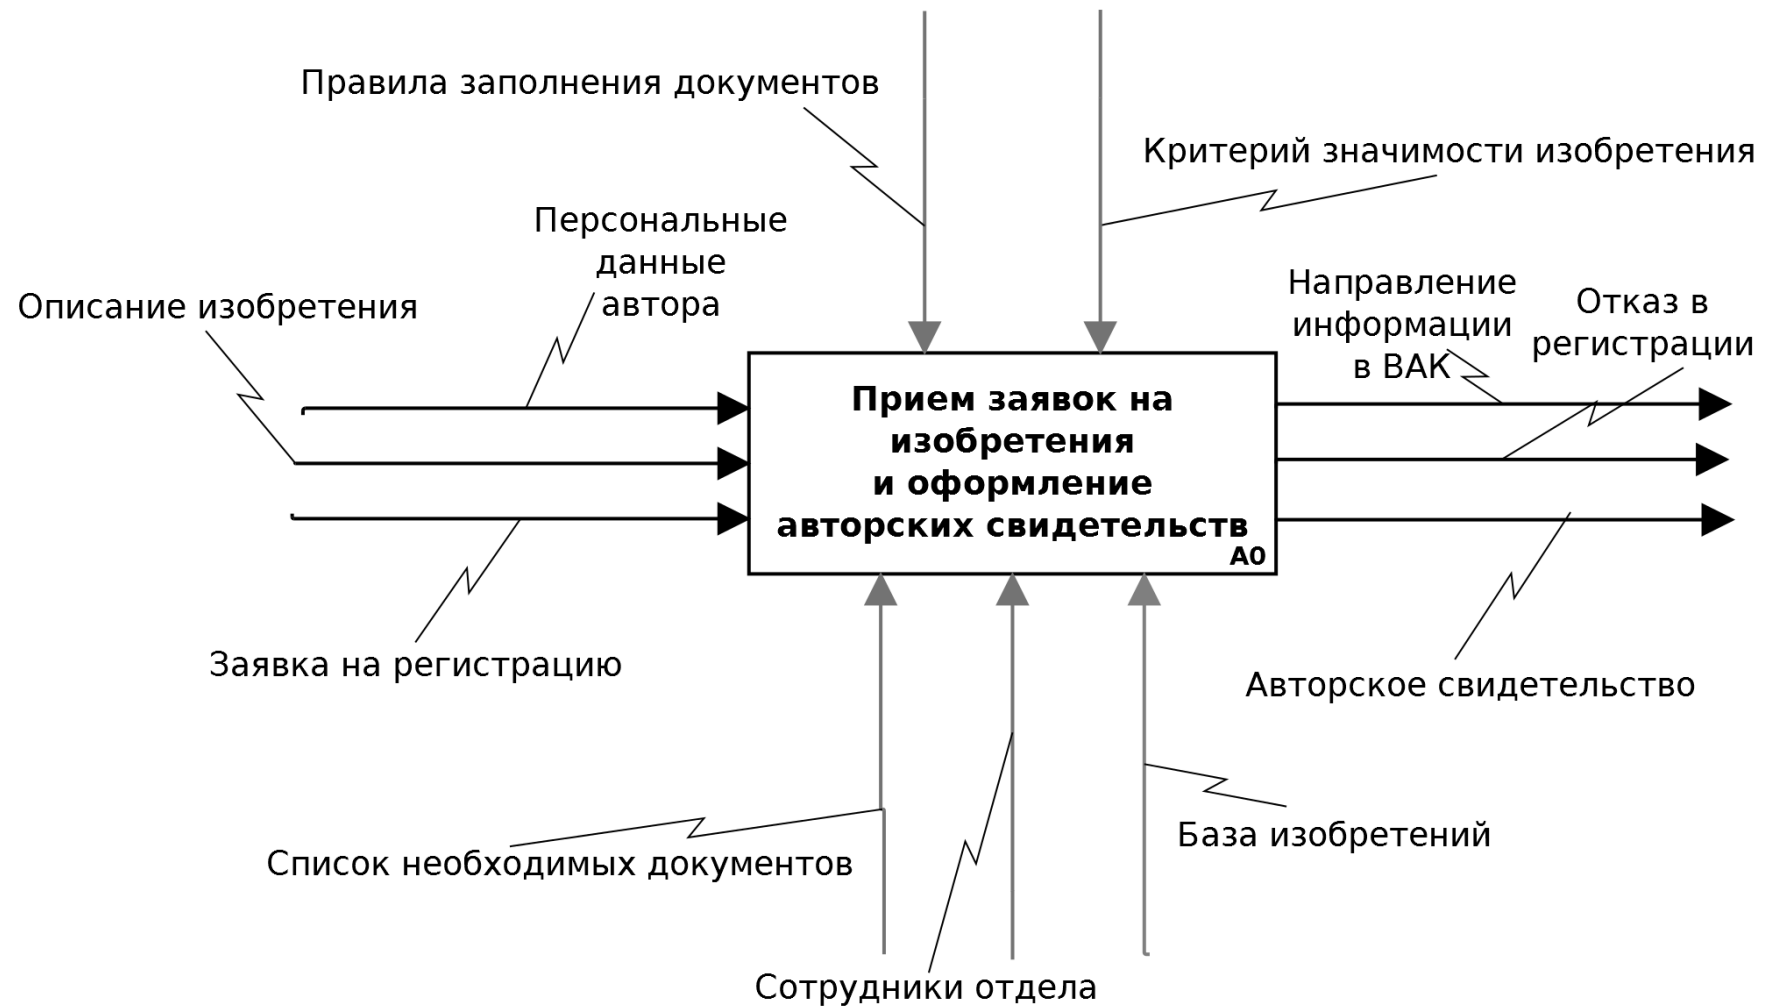 Правила заполнения документов
Критерий значимости изобретения
Персональные
данные
автора
Описание изобретения
Направление
информации
в ВАК
Отказ в
регистрации
Прием заявок на
изобретения
и оформление
авторских свидетельств
A0
Заявка на регистрацию
Авторское свидетельство
База изобретений
Список необходимых документов
Сотрудники отдела